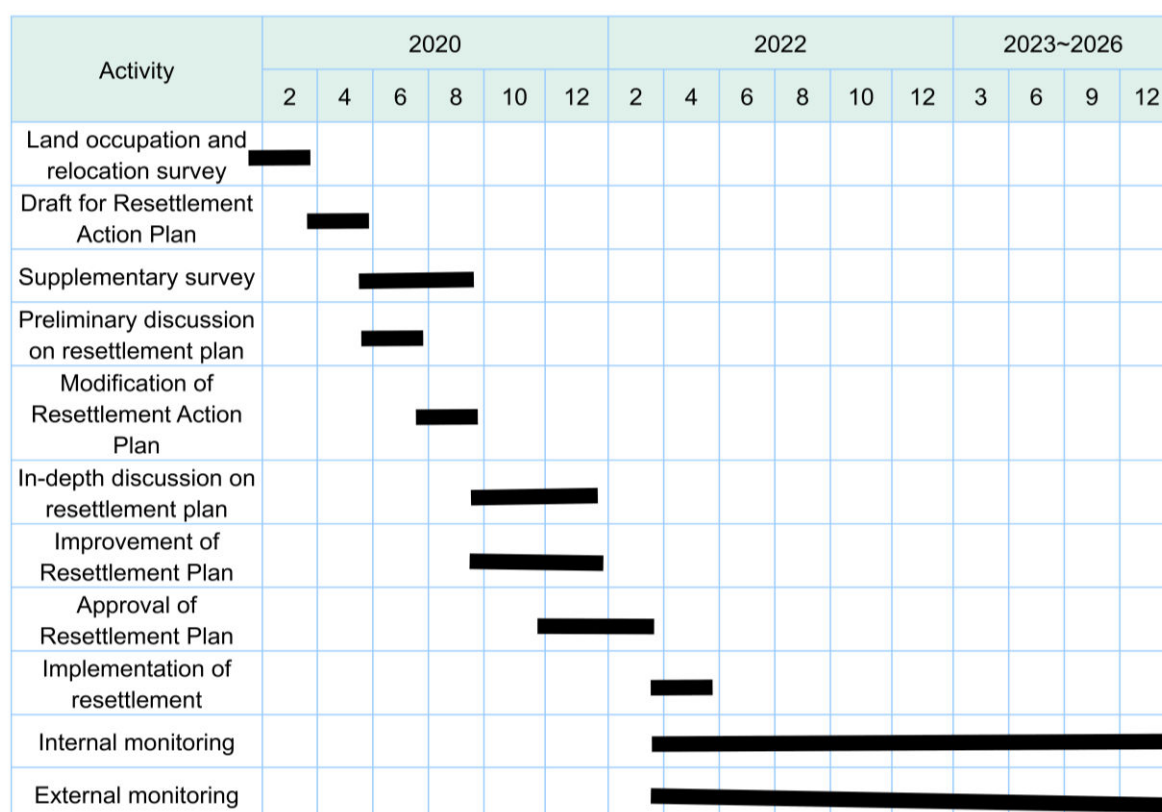 Activity
2020
2022
2023~2026
2 4 6 8 10 12 2 4 6 8 10 12 3 6 9 12
Land occupation and
relocation survey
Draft for Resettlement
Action Plan
Supplementary survey
Preliminary discussion
on resettlement plan
Modification of
Resettlement Action
Plan
In-depth discussion on
resettlement plan
Improvement of
Resettlement Plan
Approval of
Resettlement Plan
Implementation of
resettlement
Internal monitoring
External monitoring